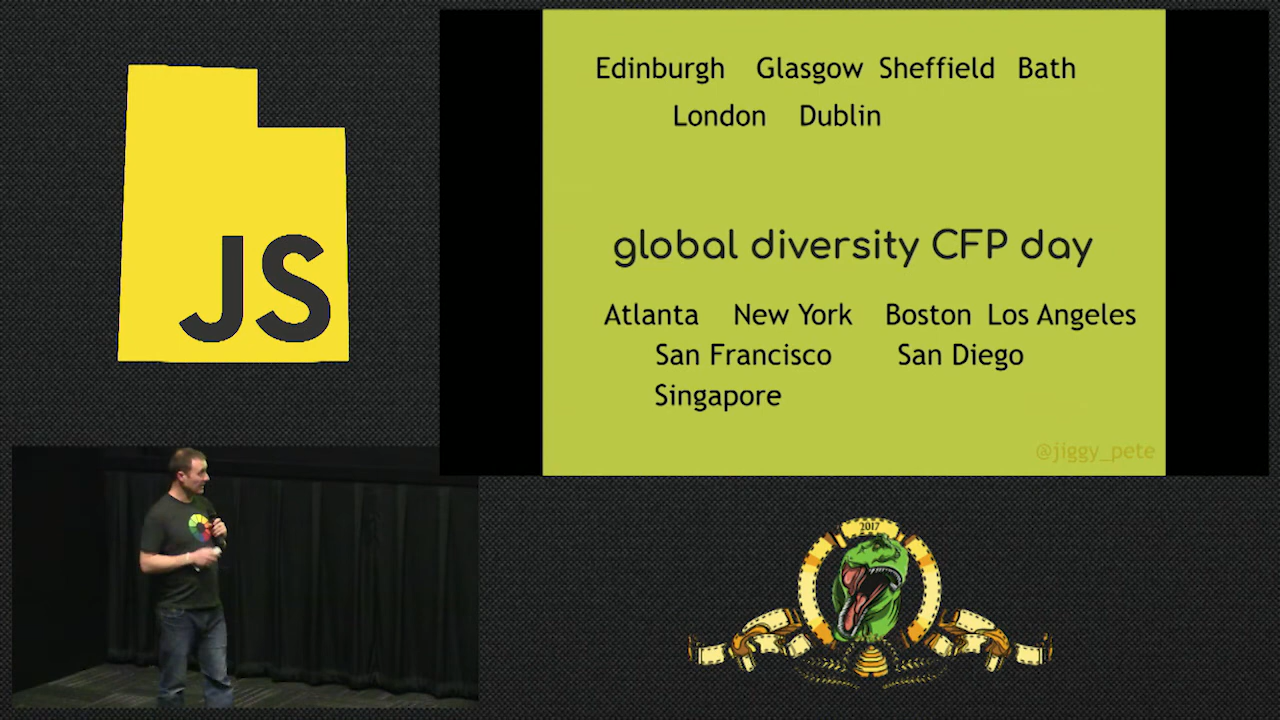 Edinburgh Glasgow Sheffield Bath
London Dublin
global diversity CFP day
Atlanta New York Boston Los Angeles
San Francisco San Diego
Singapore
@jiggy_pete
JS
2017